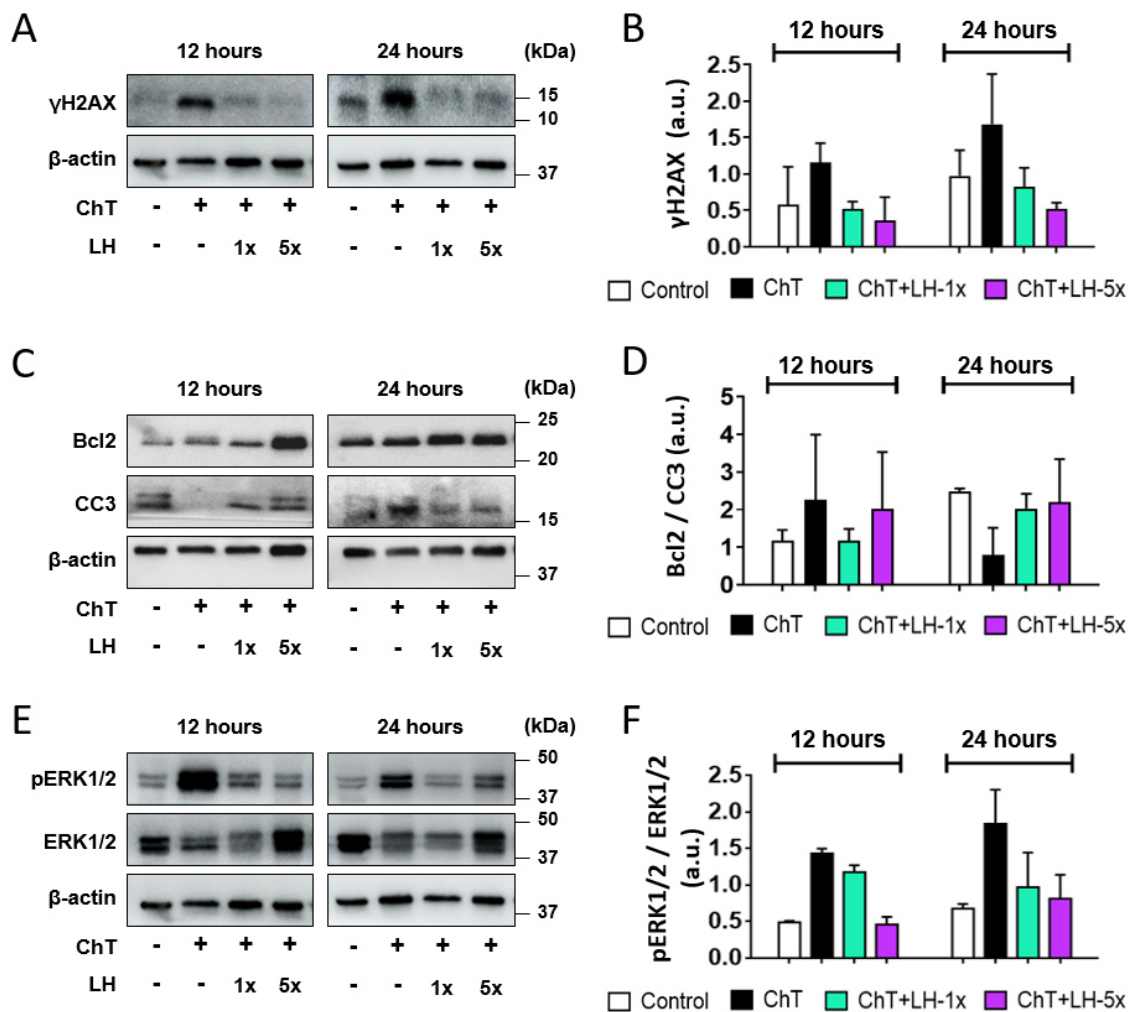 A
12 hours 24 hours (kDa)
γH2AX 15
10
β-actin 37
ChT - + + + - + + +
LH - - 1x 5x - - 1x 5x
B
12 hours 24 hours
γH2AX (a.u.)
2.5
2.0
1.5
1.0
0.5
0.0
Control ChT ChT+LH-1x ChT+LH-5x
C
12 hours 24 hours (kDa)
25
Bcl2
20
CC3
15
β-actin
37
ChT - + + + - + + +
LH - - 1x 5x - - 1x 5x
D
12 hours 24 hours
Bcl2 / CC3 (a.u.)
5
4
3
2
1
0
Control ChT ChT+LH-1x ChT+LH-5x
E
12 hours 24 hours (kDa)
50
pERK1/2
37
50
ERK1/2
37
β-actin
37
ChT - + + + - + + +
LH - - 1x 5x - - 1x 5x
F
12 hours 24 hours
pERK1/2 / ERK1/2
(a.u.)
2.5
2.0
1.5
1.0
0.5
0.0
Control ChT ChT+LH-1x ChT+LH-5x